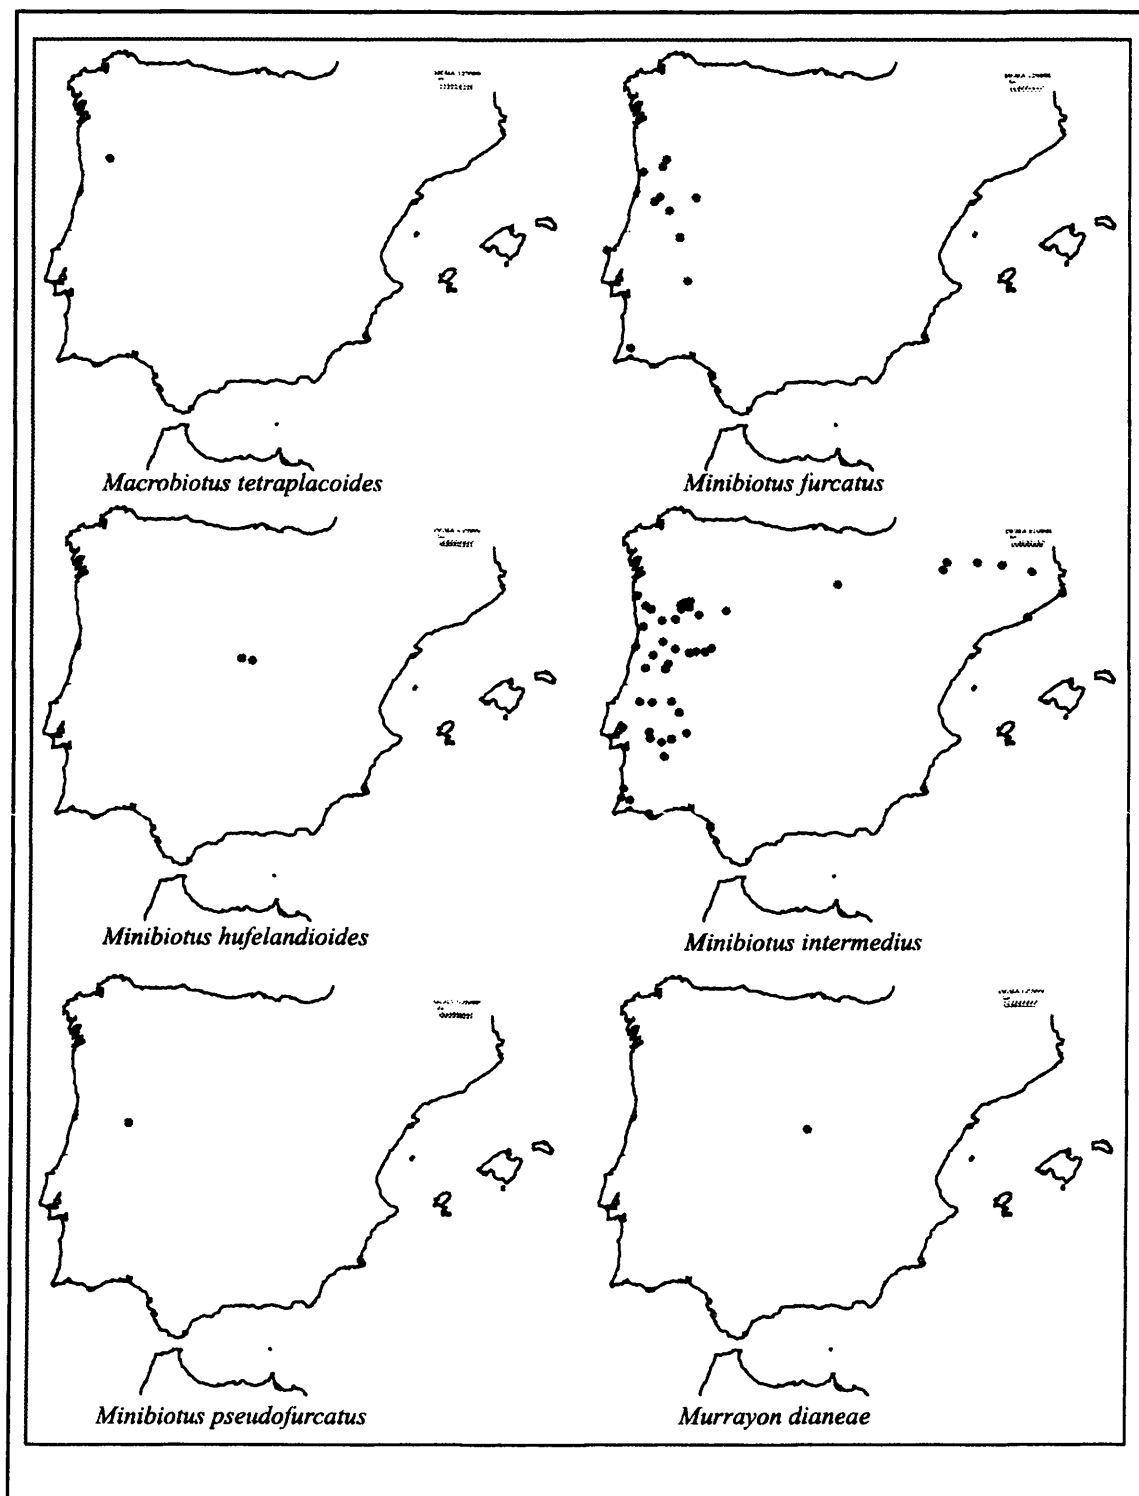 Macrobiotus tetraplacoides
Minibiotus furcatus
Minibiotus hufelandioides
Minibiotus intermedius
Minibiotus pseudofurcatus
Murrayon dianeae